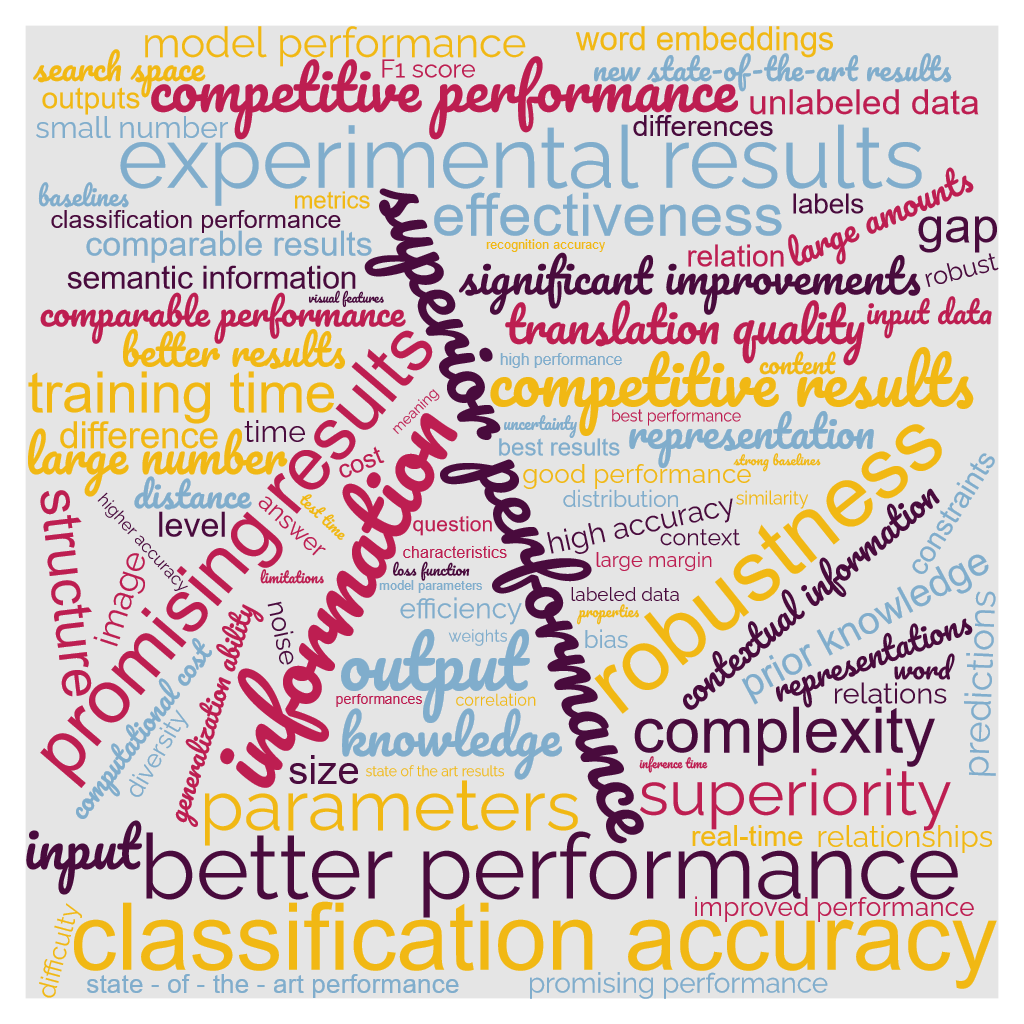 model performance
word embeddings
search space
F1 score
new state-of-the-art results
outputs
competitive performance
unlabeled data
small number
differences
experimental results
baselines
metrics
superior performance
effectiveness
labels
large amounts
classification performance
gap
comparable results
recognition accuracy
relation
semantic information
significant improvements
robust
visual features
comparable performance
translation quality
input data
better results
high performance
content
training time
promising results
meaning
competitive results
best performance
difference
time
uncertainty
representation
large number
cost
information
best results
strong baselines
robustness
good performance
constraints
structure
higher accuracy
distance
answer
test time
distribution
similarity
level
question
high accuracy
context
contextual information
image
characteristics
large margin
limitations
loss function
model parameters
labeled data
prior knowledge
noise
efficiency
properties
predictions
computational cost
generalization ability
weights
bias
representations
output
word
diversity
performances
correlation
relations
knowledge
complexity
size
state of the art results
inference time
parameters
superiority
input
real-time
relationships
better performance
improved performance
difficulty
classification accuracy
state - of - the - art performance
promising performance